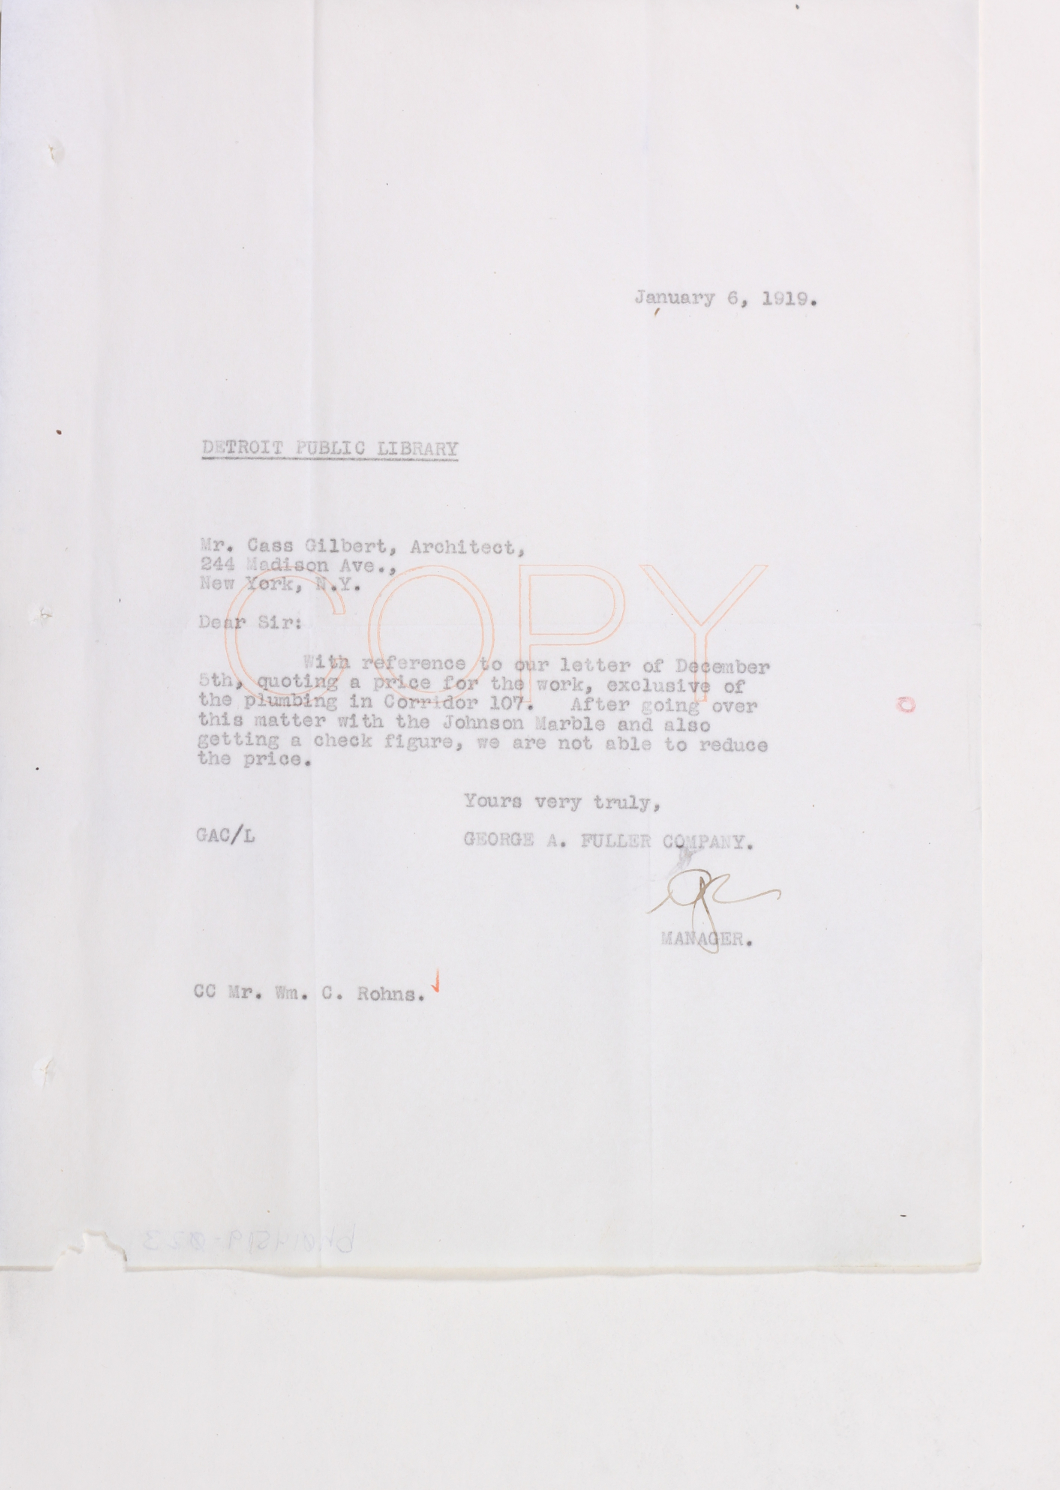 January 6, 1919.
DETROIT PUBLIC LIBRARY
Mr. Cass Gilbert, Architect,
244 Madison Ave.,
New York, N.Y.
COPY
Dear Sir:
With reference to our letter of December
5th, quoting a price for the work, exclusive of
the plumbing in Corridor 107. After going over
this matter with the Johnson Marble and also
getting a check figure, we are not able to reduce
the price.
Yours very truly,
GAC/L GEORGE A. FULLER COMPANY.
MANAGER.
CC Mr. Wm. C. Rohns.